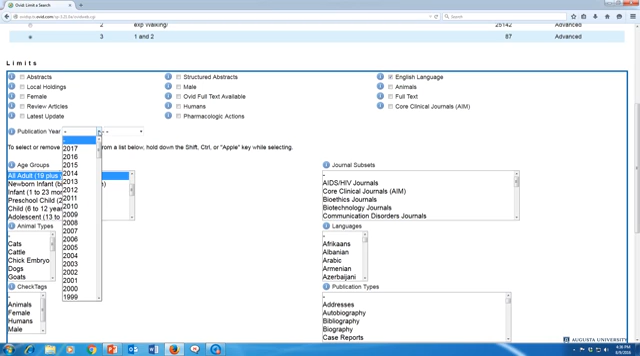 Ovid: Limit a Search
Search
2 exp Walking/ 25142 Advanced
3 1 and 2 87 Advanced
Limits
Abstracts Structured Abstracts English Language
Local Holdings Male Animals
Female Ovid Full Text Available Full Text
Review Articles Humans Core Clinical Journals (AIM)
Latest Update Pharmacologic Actions
Publication Year - -
To select or remove from a list below, hold down the Shift, Ctrl, or "Apple" key while selecting.
-
2017
2016
2015
2014
2013
2012
2011
2010
2009
2008
2007
2006
2005
2004
2003
2002
2001
2000
1999
Age Groups
All Adult (19 plus
Newborn Infant (b
Infant (1 to 23 mo
Preschool Child (2
Child (6 to 12 year
Adolescent (13 to
Journal Subsets
-
AIDS/HIV Journals
Core Clinical Journals (AIM)
Bioethics Journals
Biotechnology Journals
Communication Disorders Journals
Animal Types
-
Cats
Cattle
Chick Embryo
Dogs
Goats
Languages
-
Afrikaans
Albanian
Arabic
Armenian
Azerbaijani
CheckTags
-
Animals
Female
Humans
Male
Publication Types
-
Addresses
Autobiography
Bibliography
Biography
Case Reports
AUGUSTA UNIVERSITY
4:38 PM